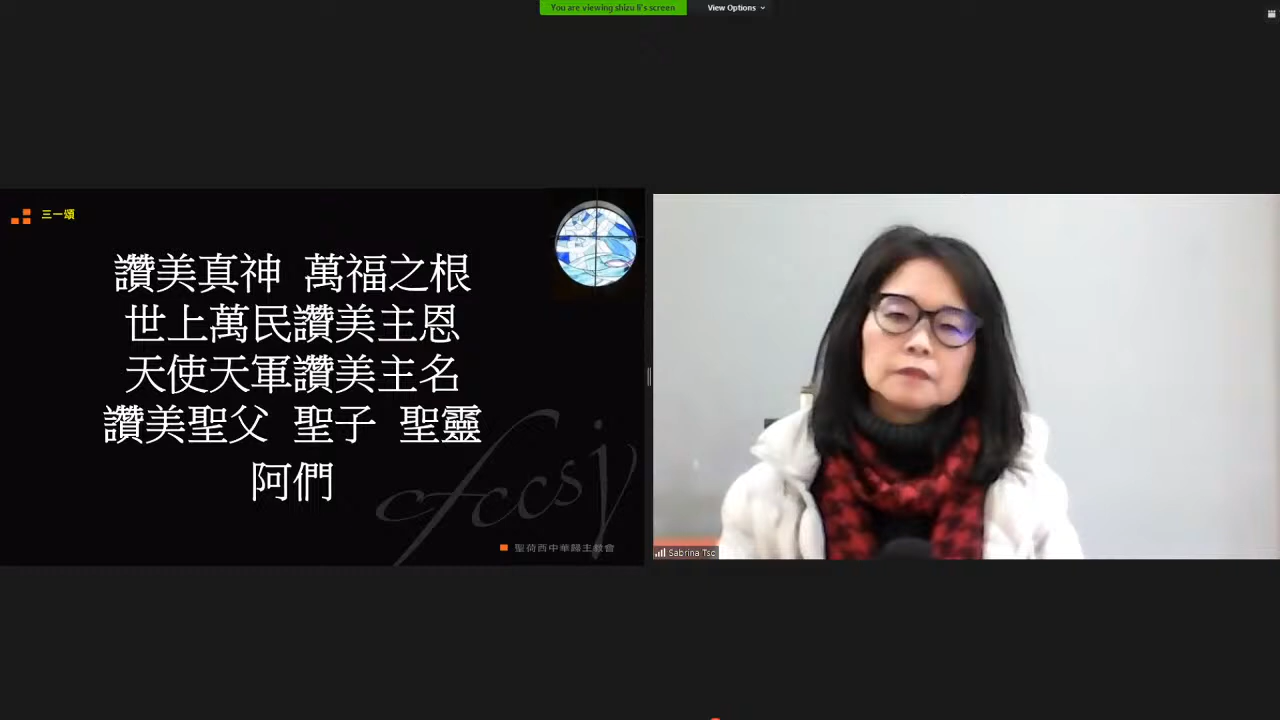 You are viewing shizu li's screen
View Options
三一頌
讚美真神 萬福之根
世上萬民讚美主恩
天使天軍讚美主名
讚美聖父 聖子 聖靈
阿們
cfccsj
聖荷西中華歸主教會
Sabrina Tsc